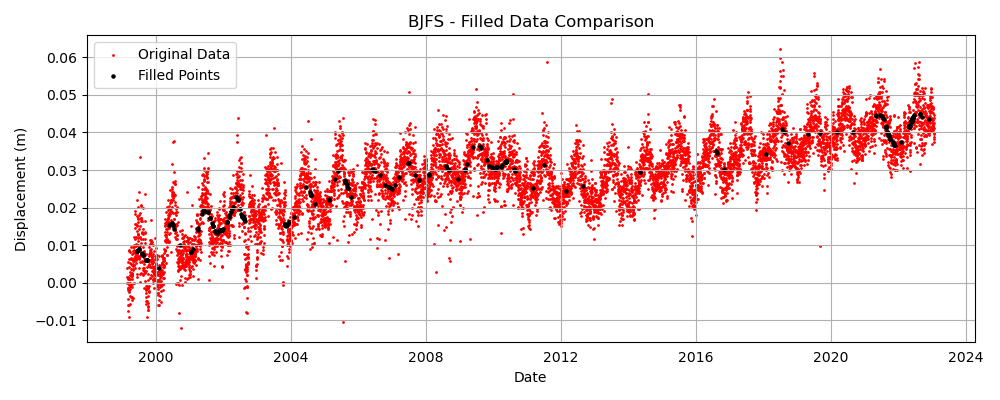 BJFS - Filled Data Comparison
Original Data
Filled Points
Displacement (m)
0.06
0.05
0.04
0.03
0.02
0.01
0.00
−0.01
2000 2004 2008 2012 2016 2020 2024
Date